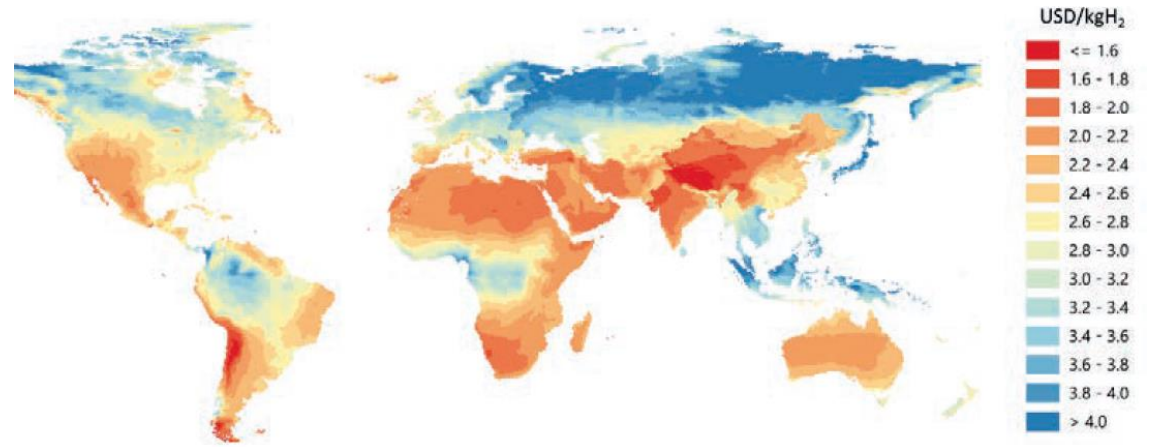 USD/kgH₂
<= 1.6
1.6 - 1.8
1.8 - 2.0
2.0 - 2.2
2.2 - 2.4
2.4 - 2.6
2.6 - 2.8
2.8 - 3.0
3.0 - 3.2
3.2 - 3.4
3.4 - 3.6
3.6 - 3.8
3.8 - 4.0
> 4.0